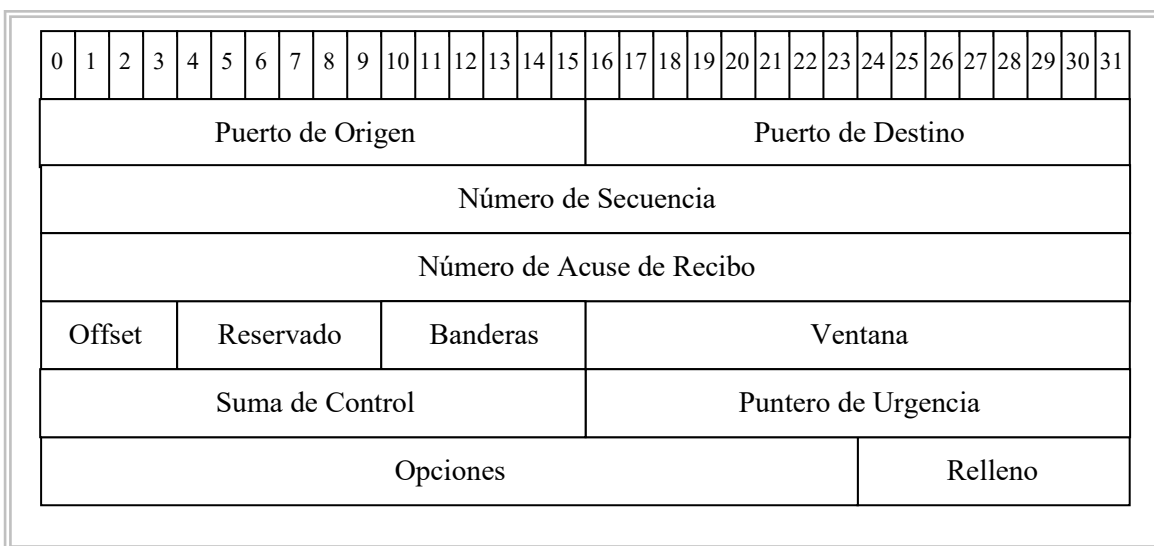 0 1 2 3 4 5 6 7 8 9 10 11 12 13 14 15 16 17 18 19 20 21 22 23 24 25 26 27 28 29 30 31
Puerto de Origen Puerto de Destino
Número de Secuencia
Número de Acuse de Recibo
Offset Reservado Banderas Ventana
Suma de Control Puntero de Urgencia
Opciones Relleno